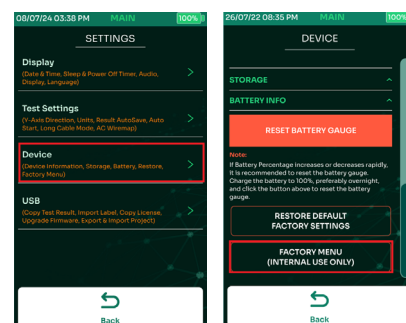 08/07/24 03:38 PM MAIN 100%
SETTINGS
Display
(Date & Time, Sleep & Power Off Timer, Audio,
Display, Language)
Test Settings
(Y-Axis Direction, Units, Result AutoSave, Auto
Start, Long Cable Mode, AC Wiremap)
Device
(Device Information, Storage, Battery, Restore,
Factory Menu)
USB
(Copy Test Result, Import Label, Copy License,
Upgrade Firmware, Export & Import Project)
Back
26/07/22 08:35 PM MAIN 100%
DEVICE
STORAGE
BATTERY INFO
RESET BATTERY GAUGE
Note:
If Battery Percentage increases or decreases rapidly,
it is recommended to reset the battery gauge.
Charge the battery to 100%, preferably overnight,
and click the button above to reset the battery
gauge.
RESTORE DEFAULT
FACTORY SETTINGS
FACTORY MENU
(INTERNAL USE ONLY)
Back